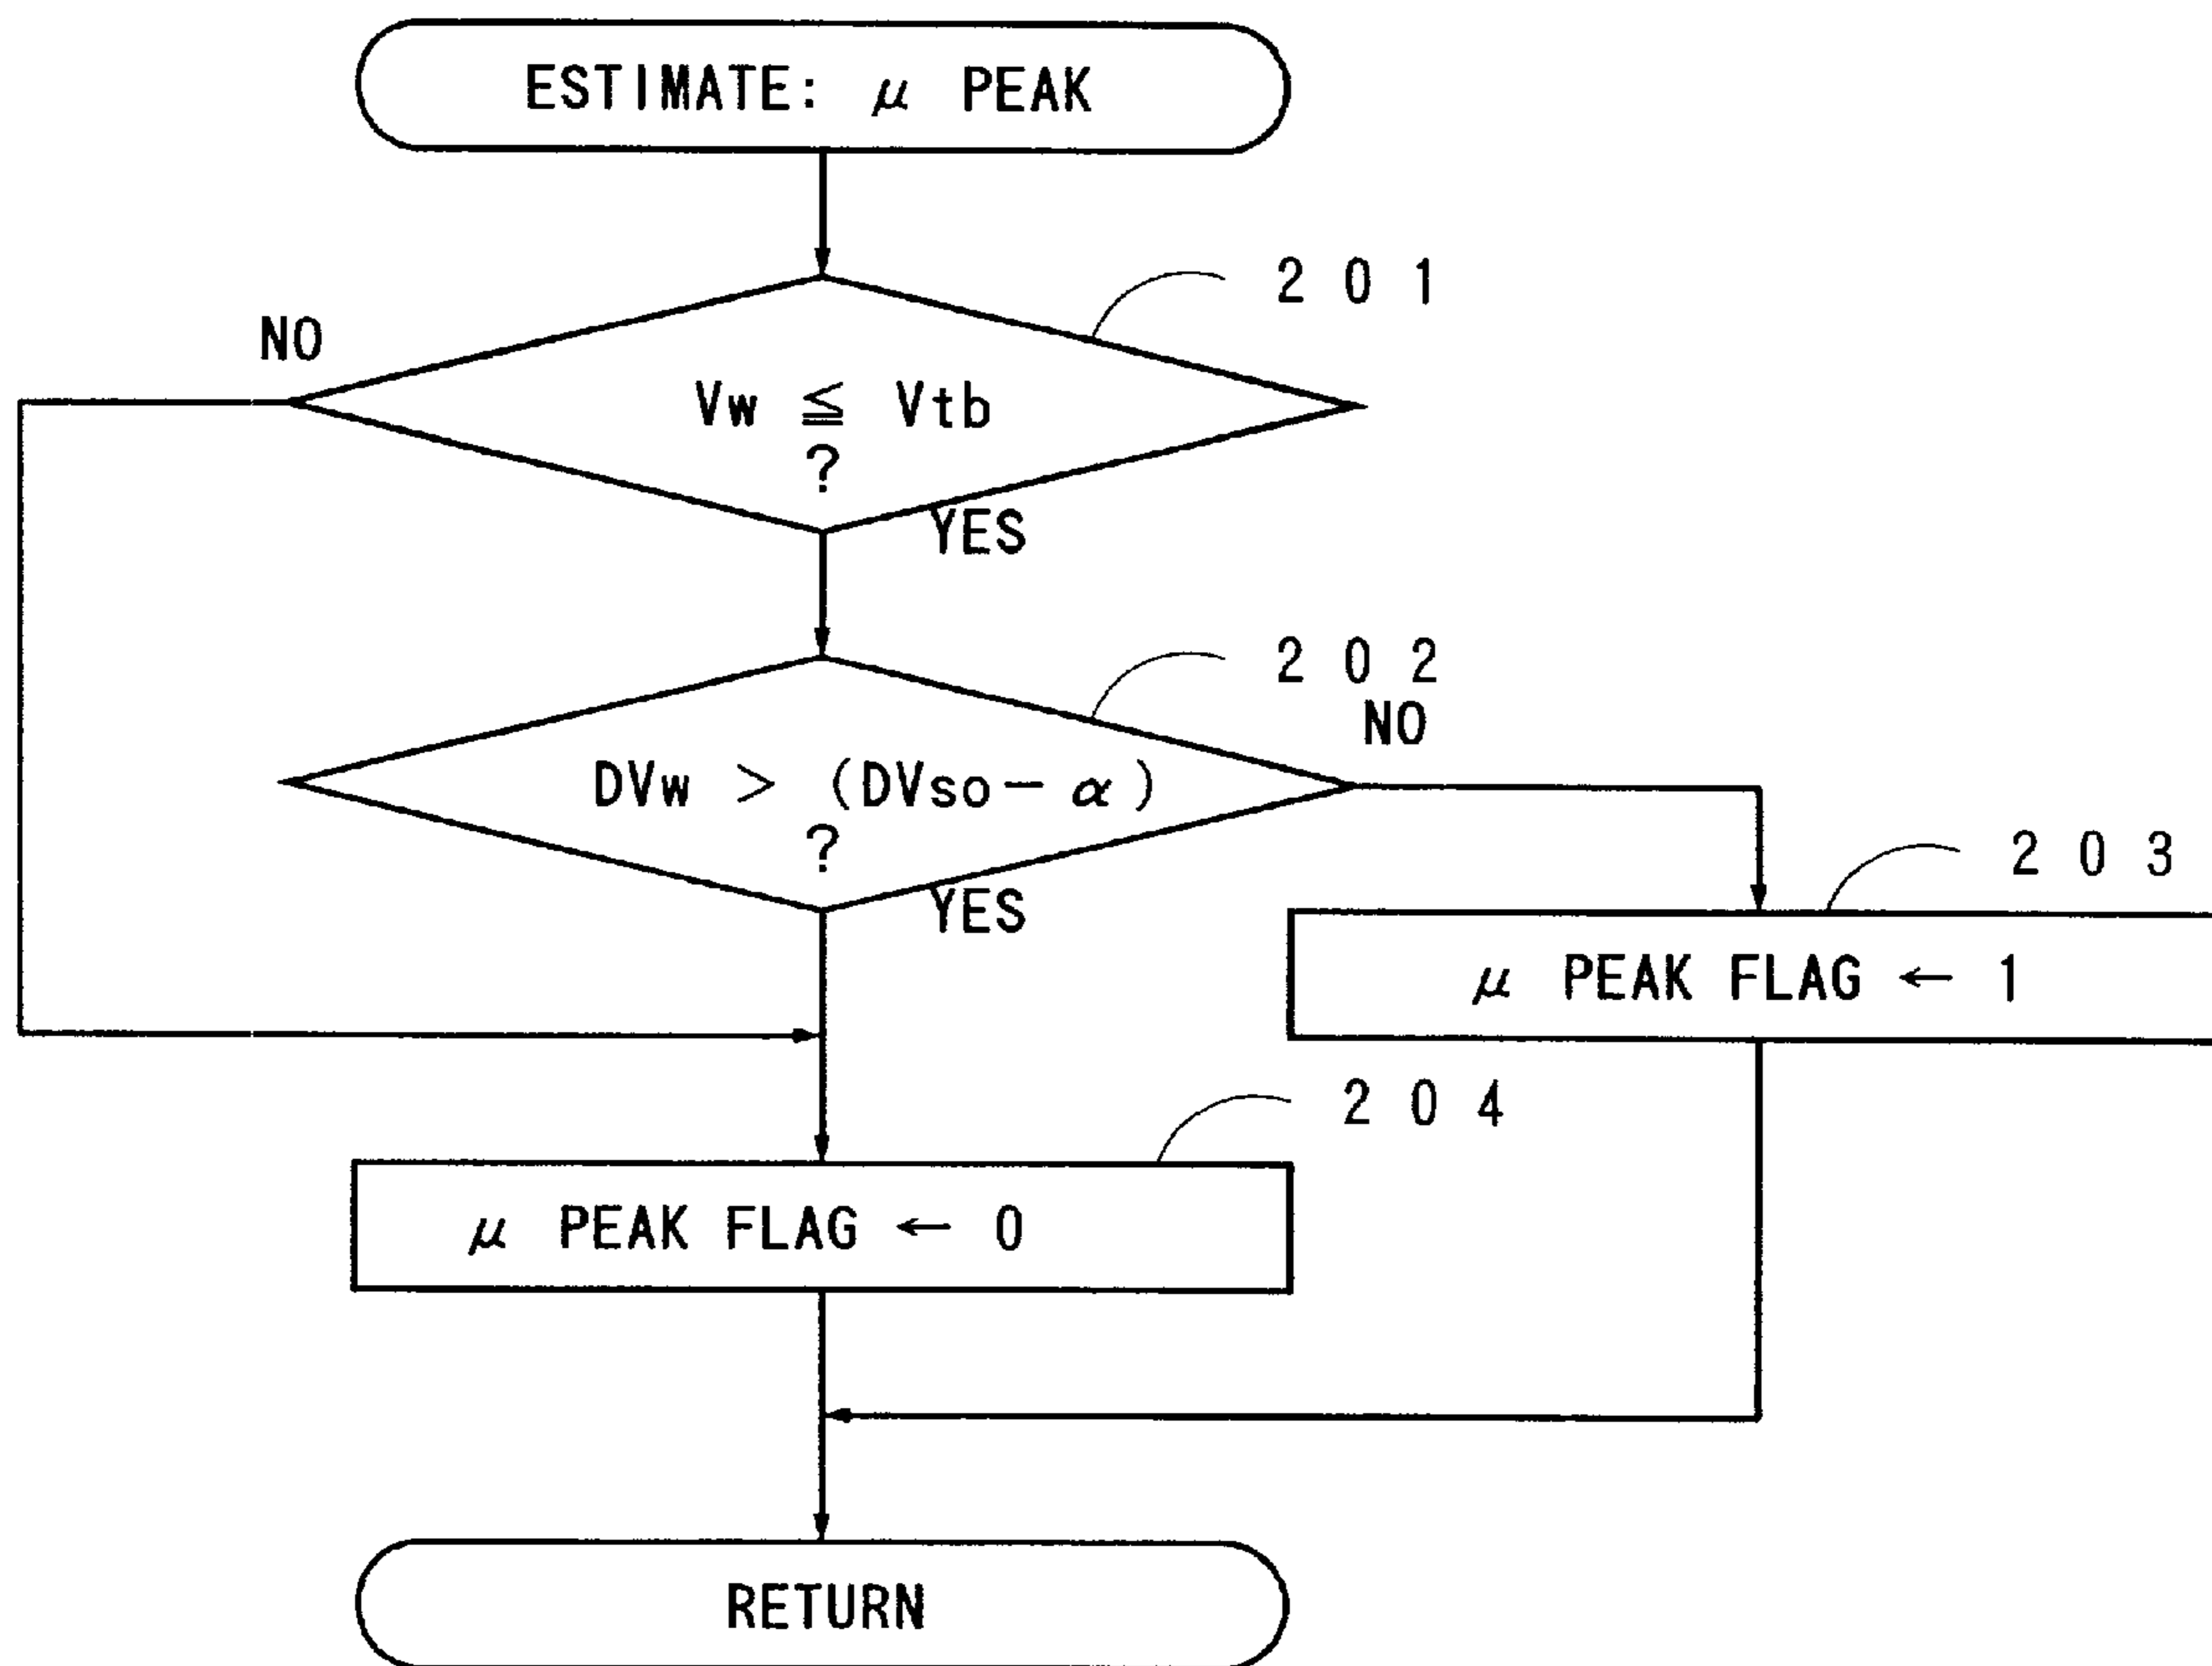 ESTIMATE: μ PEAK
201
NO
Vw ≦ Vtb
?
YES
202
NO
DVw > (DVso-α)
?
YES
203
μ PEAK FLAG ← 1
204
μ PEAK FLAG ← 0
RETURN